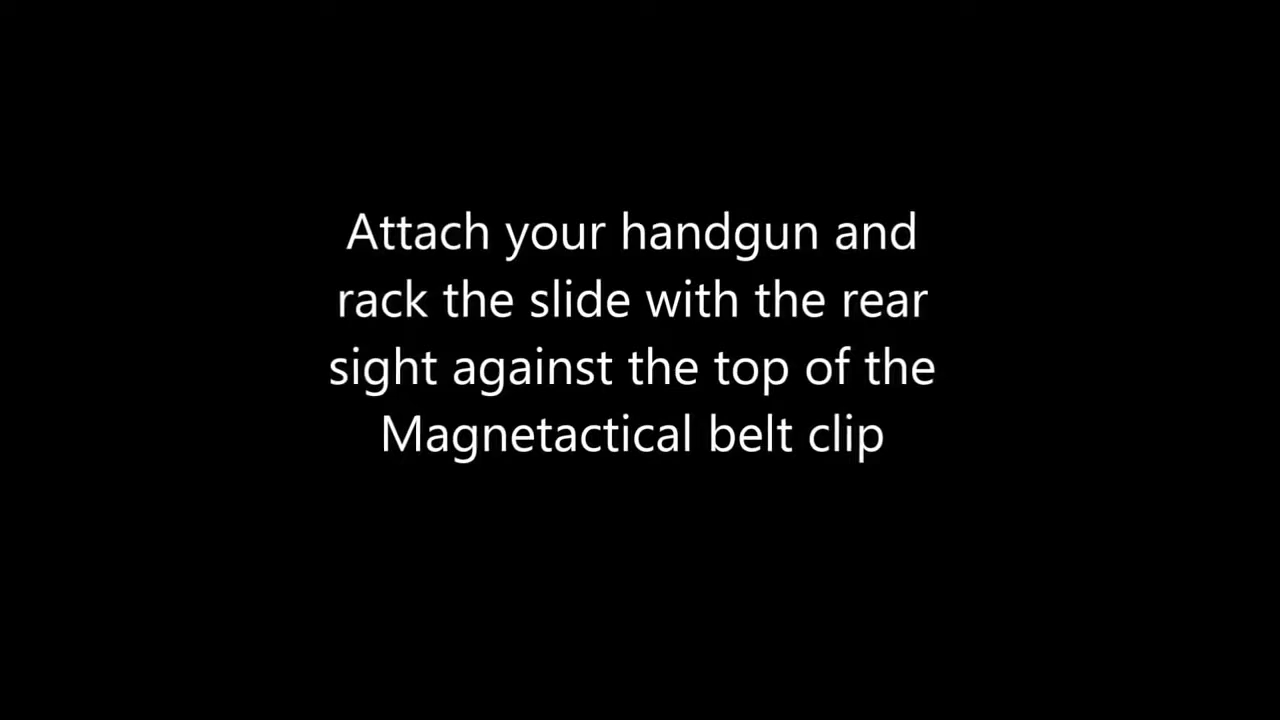 Attach your handgun and
rack the slide with the rear
sight against the top of the
Magnetactical belt clip